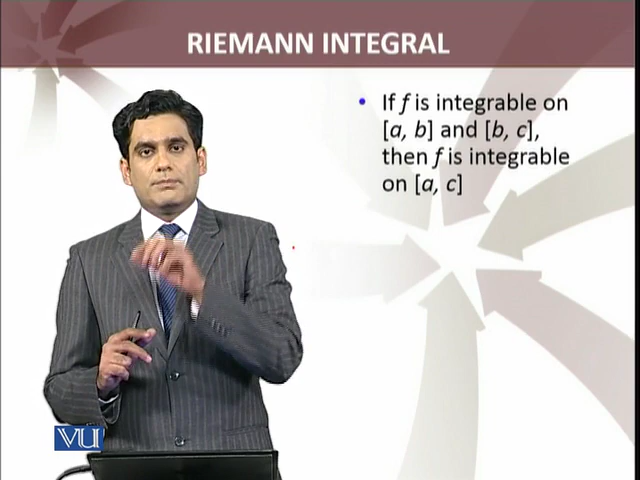 RIEMANN INTEGRAL
• If f is integrable on
[a, b] and [b, c],
then f is integrable
on [a, c]
VU